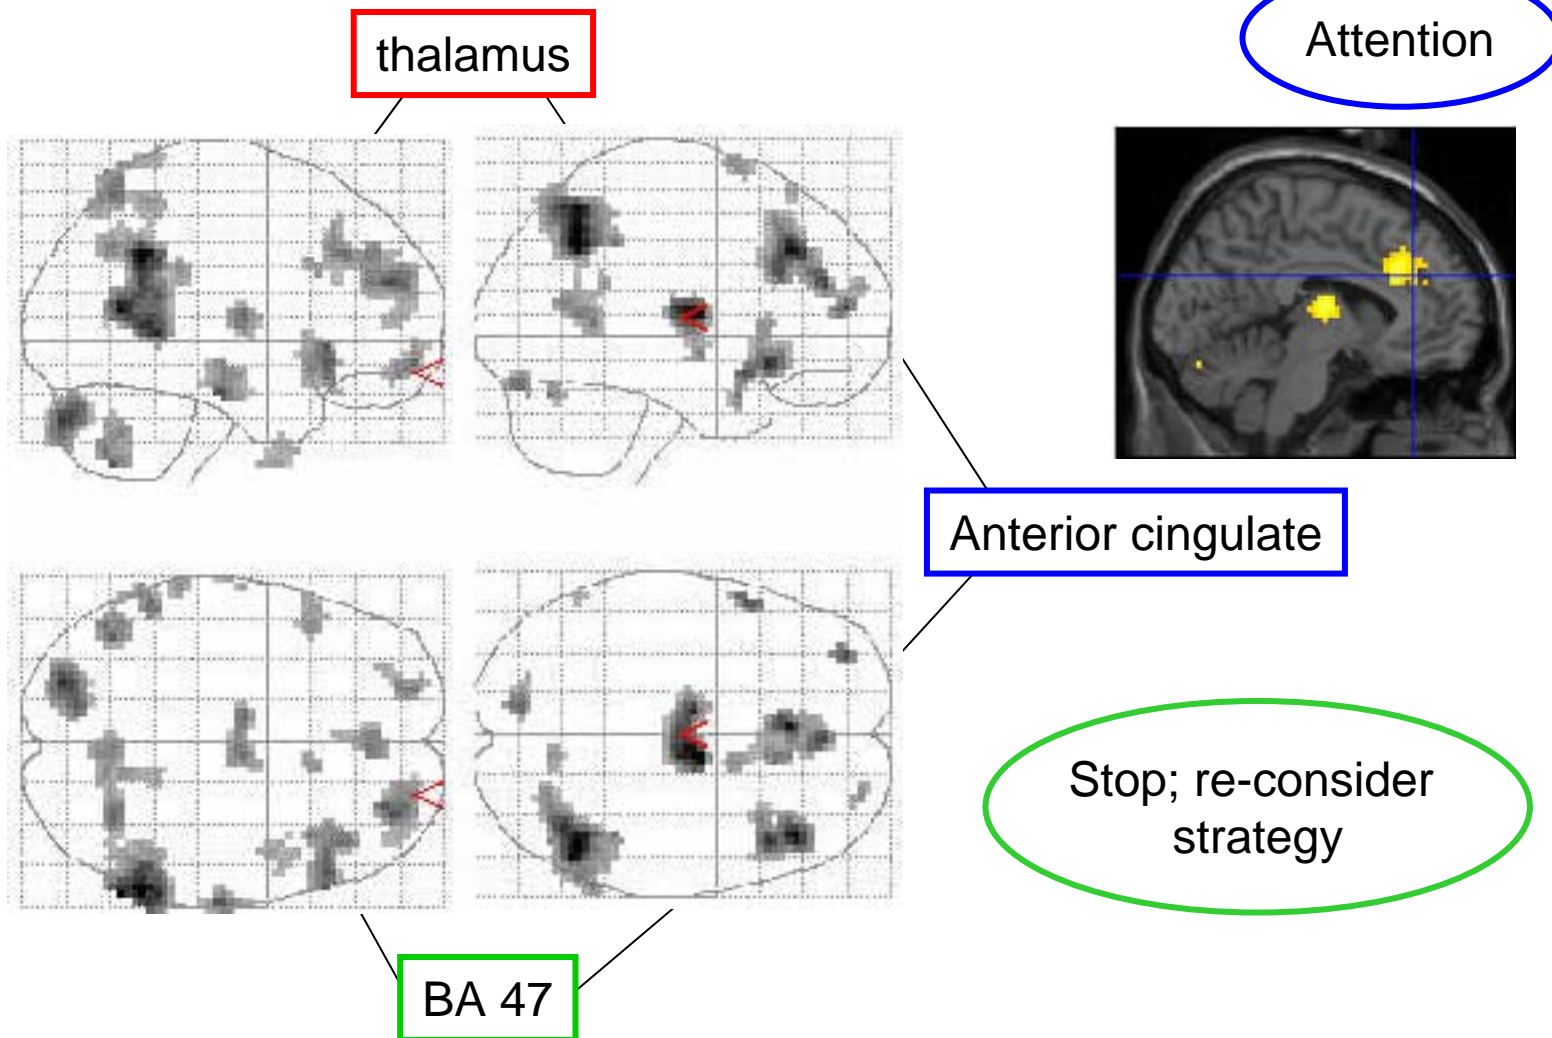 thalamus
Attention
Anterior cingulate
Stop; re-consider
strategy
BA 47